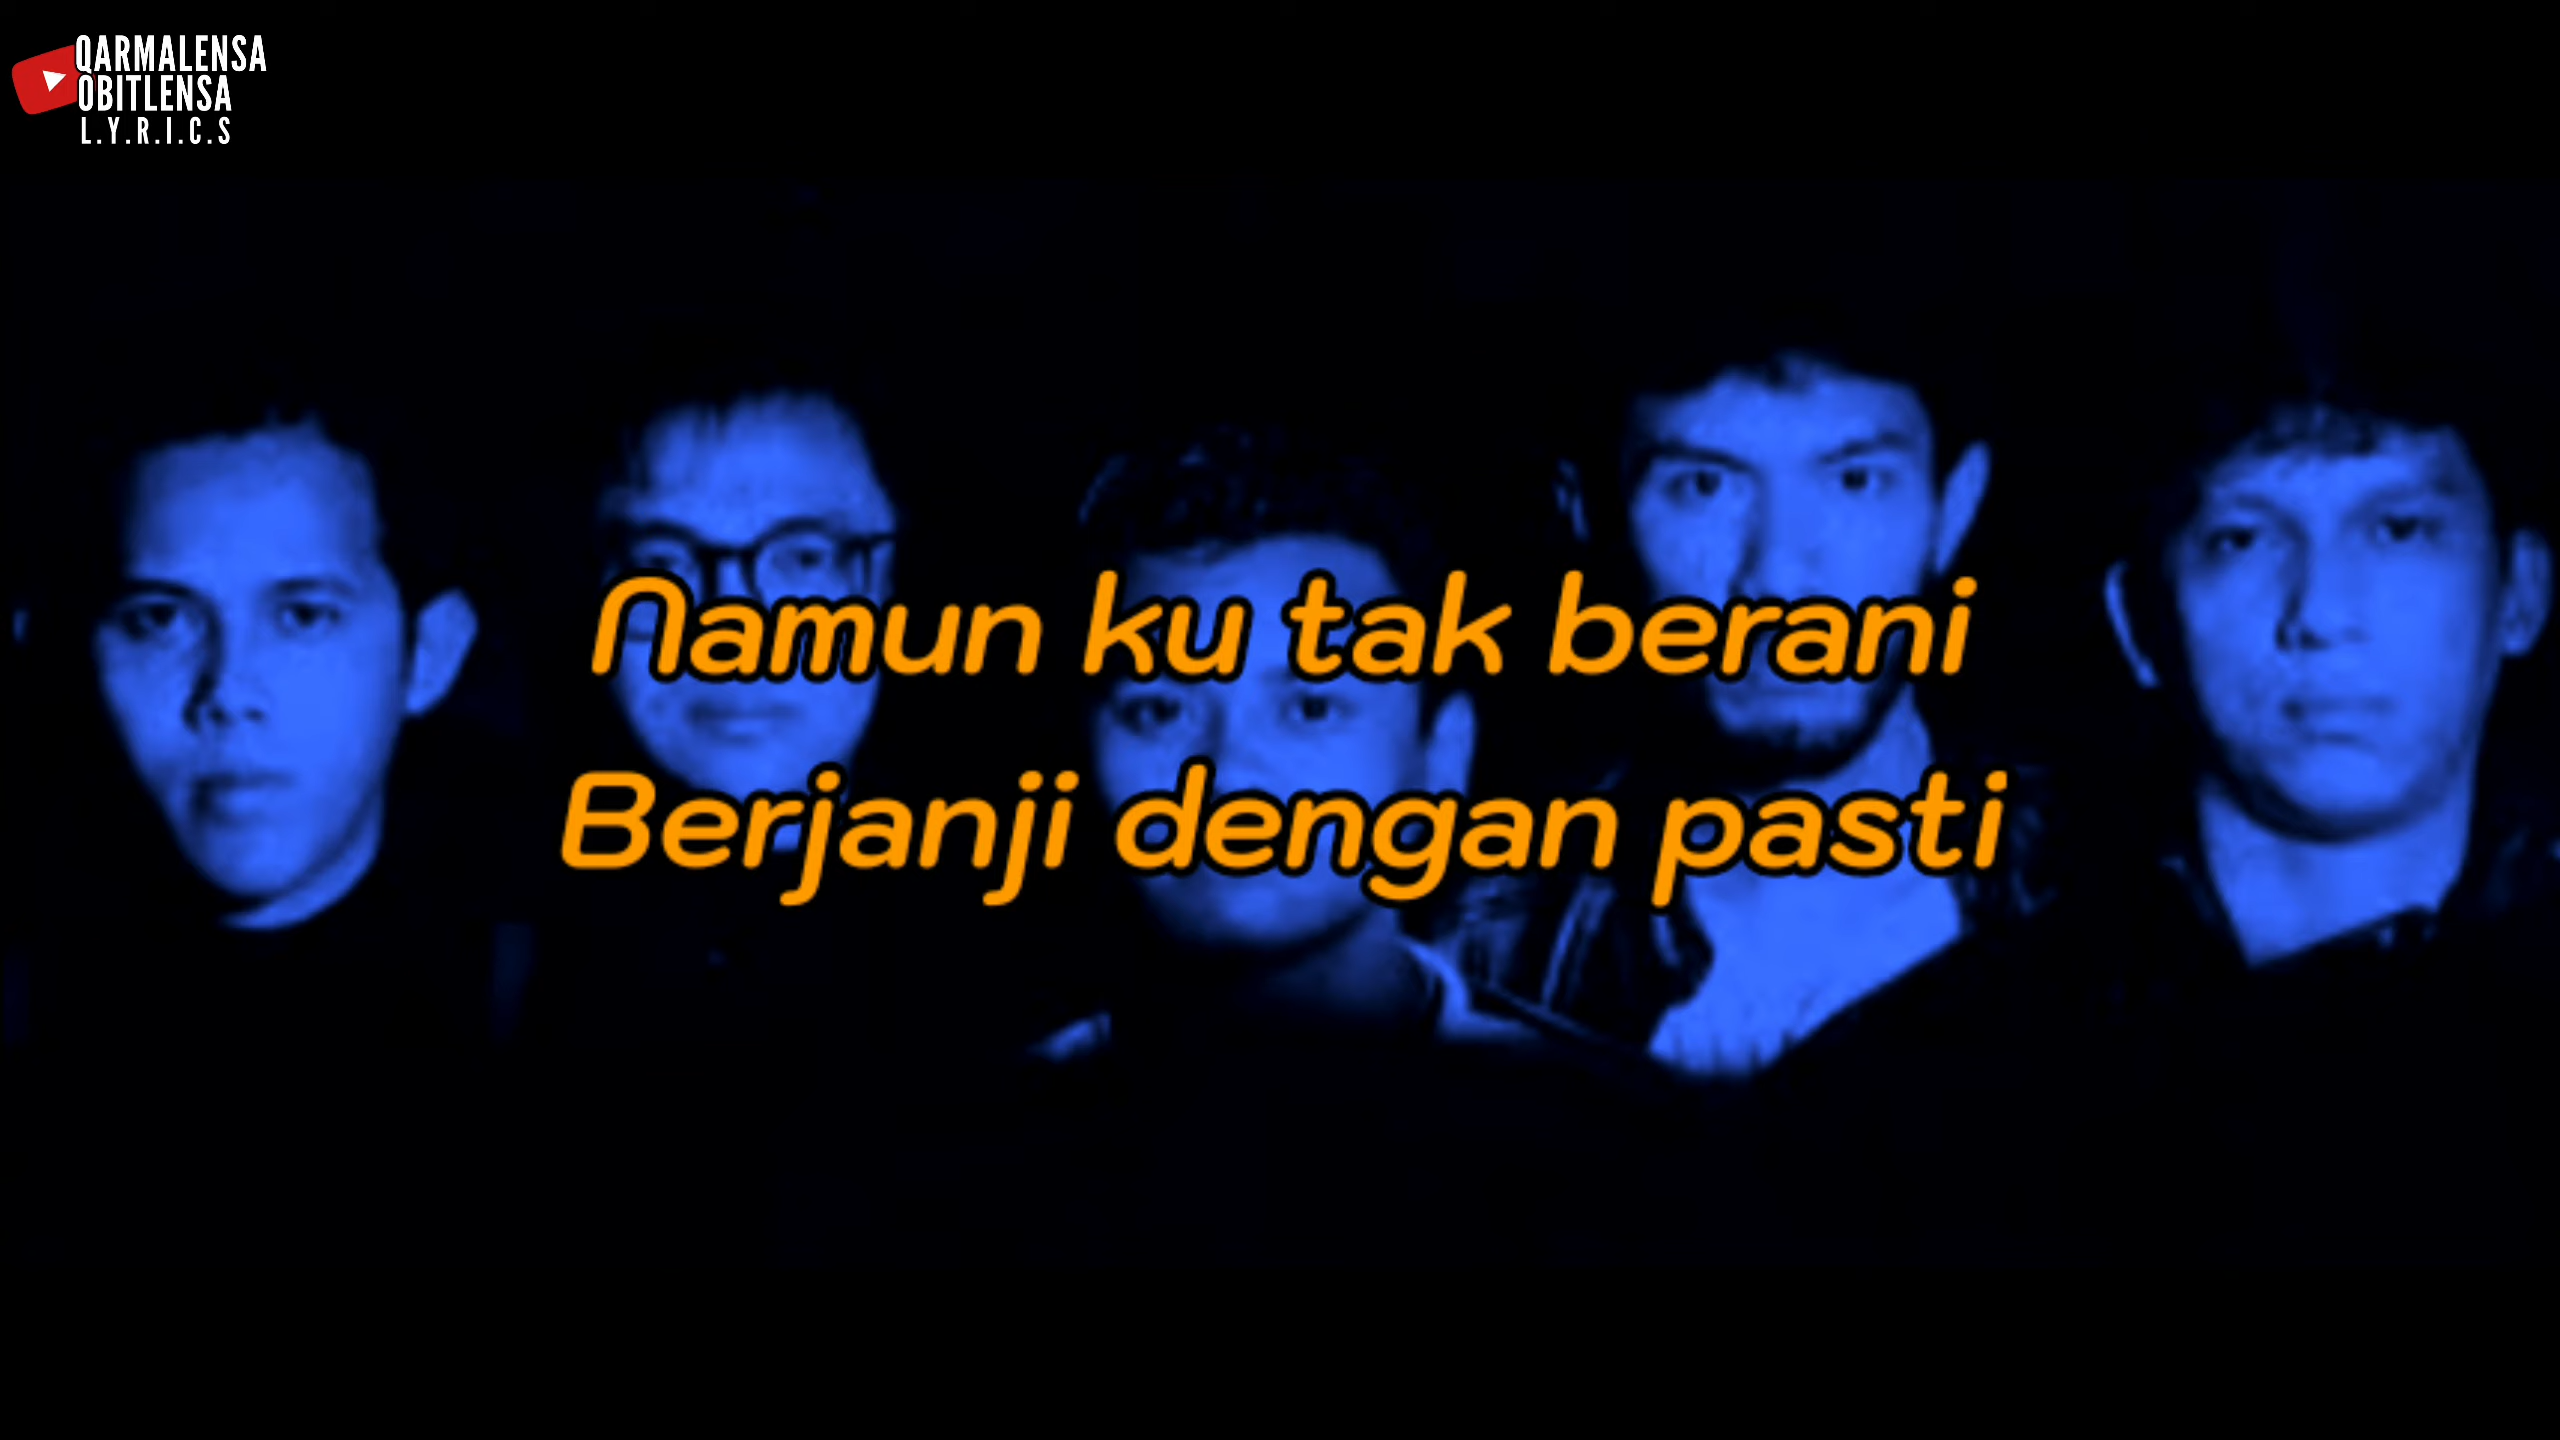 QARMALENSA
OBITLENSA
L.Y.R.I.C.S
Namun ku tak berani
Berjanji dengan pasti